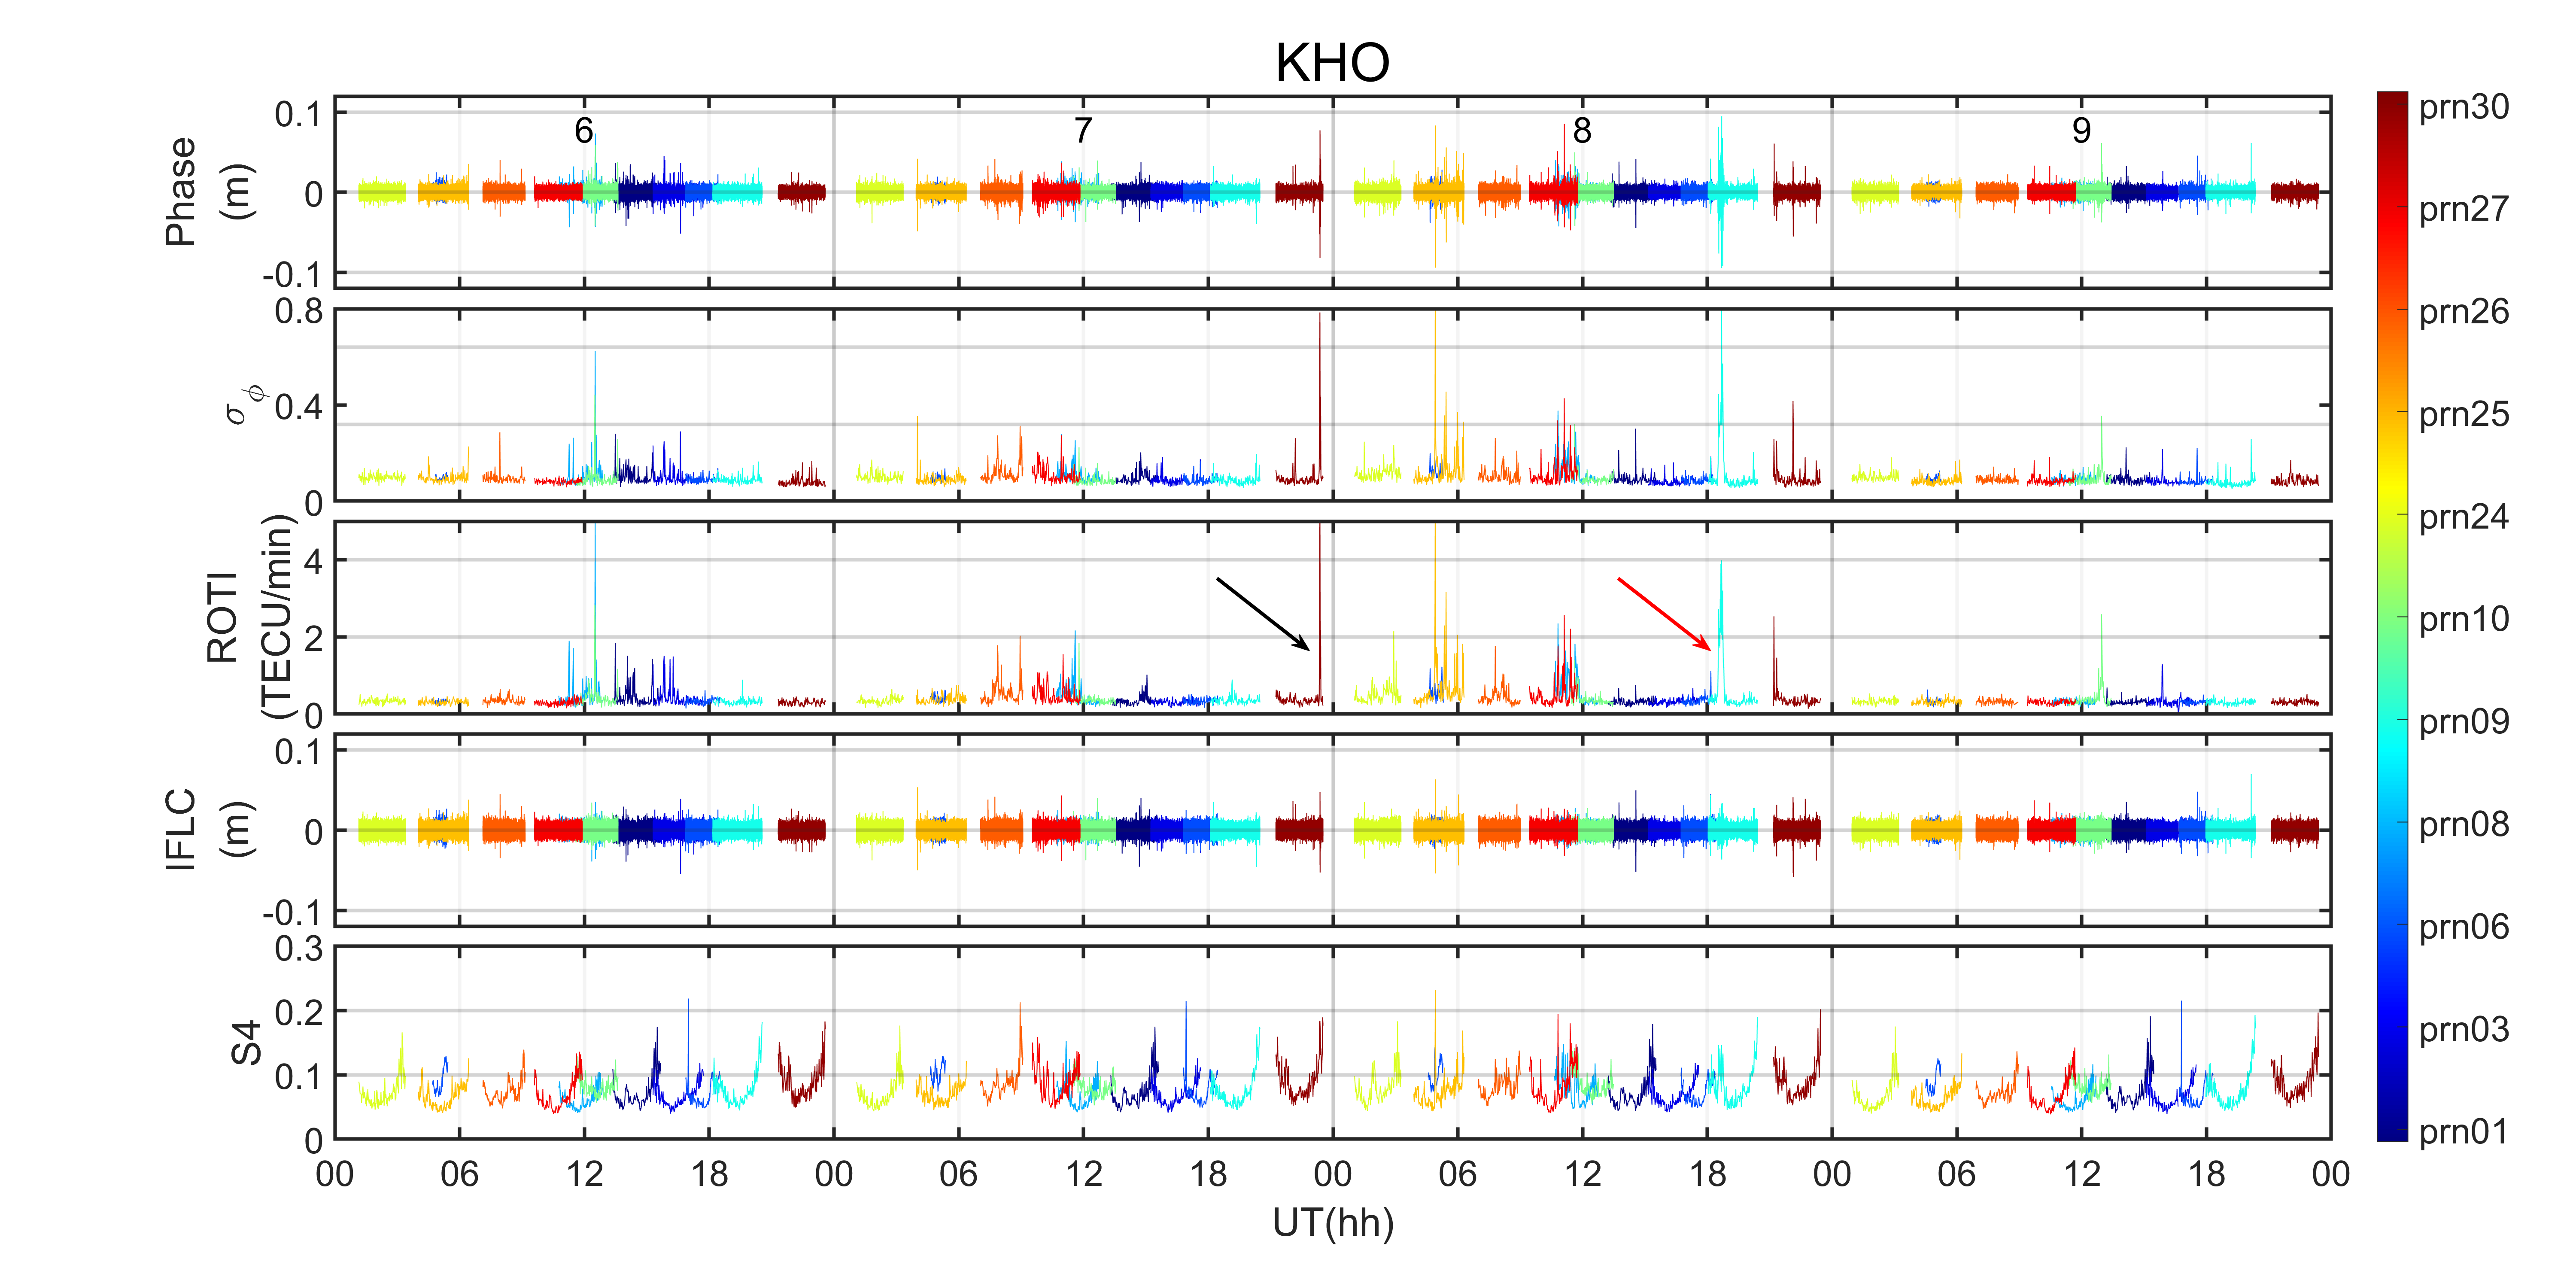 KHO
Phase
(m)
0.1
0
-0.1
6
7
8
9
σ ϕ
0.8
0.4
0
ROTI
(TECU/min)
4
2
0
IFLC
(m)
0.1
0
-0.1
S4
0.3
0.2
0.1
0
00 06 12 18 00 06 12 18 00 06 12 18 00 06 12 18 00
UT(hh)
prn30
prn27
prn26
prn25
prn24
prn10
prn09
prn08
prn06
prn03
prn01